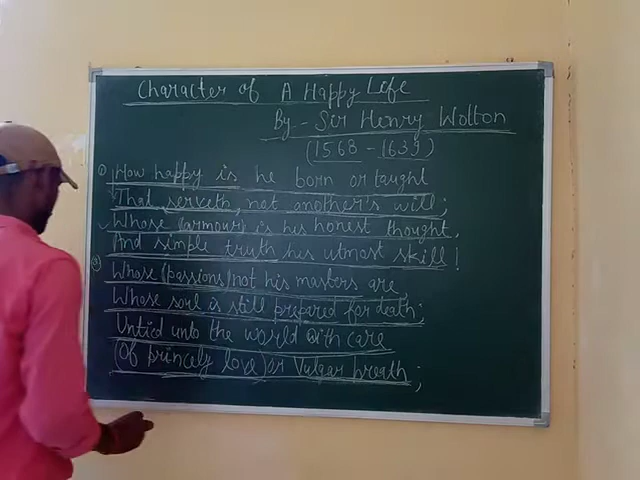 Character of A Happy Life
By :- Sir Henry Wolton
(1568 - 1639)
① How happy is he born or taught
That serveth, not another's will;
Whose (armour) is his honest thought,
And simple truth his utmost skill!
② Whose (passions) not his masters are
Whose soul is still prepared for death;
Untid unto the world with care
(Of princely love) or Vulgar breath;